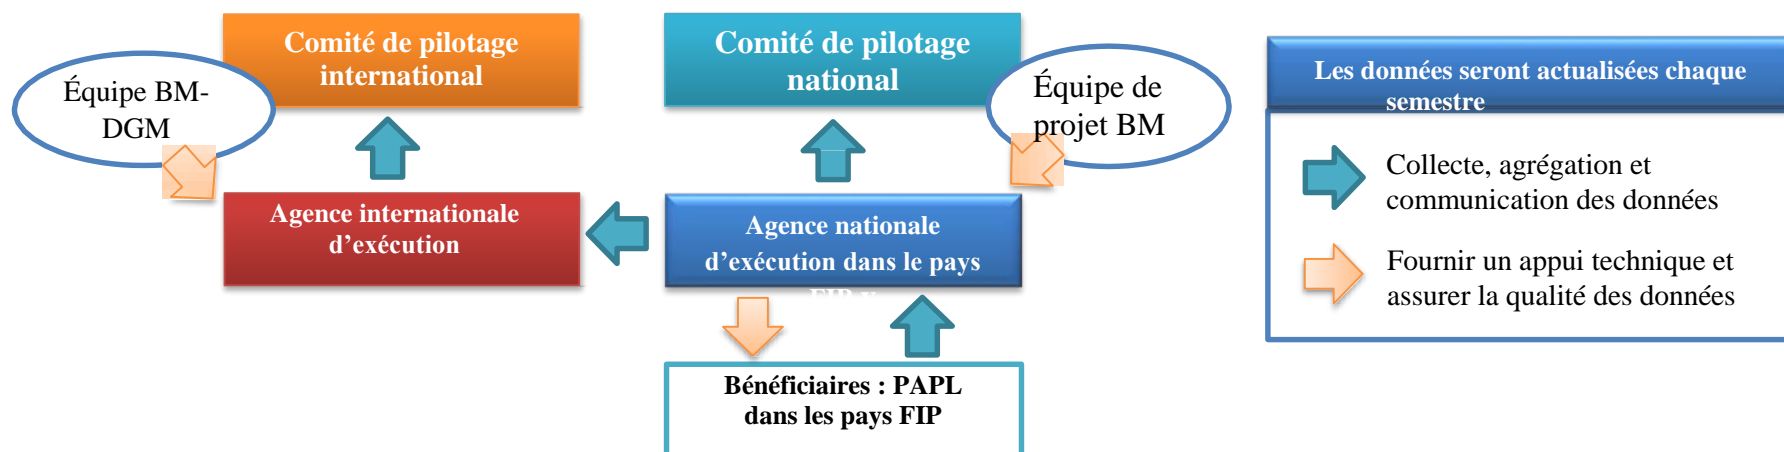 Comité de pilotage
international
Comité de pilotage
national
Équipe BM-
DGM
Équipe de
projet BM
Agence internationale
d’exécution
Agence nationale
d’exécution dans le pays
Bénéficiaires : PAPL
dans les pays FIP
Les données seront actualisées chaque
semestre
Collecte, agrégation et
communication des données
Fournir un appui technique et
assurer la qualité des données